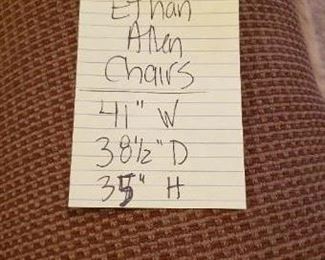 Ethan
Allen
Chairs
41" W
38½" D
35" H